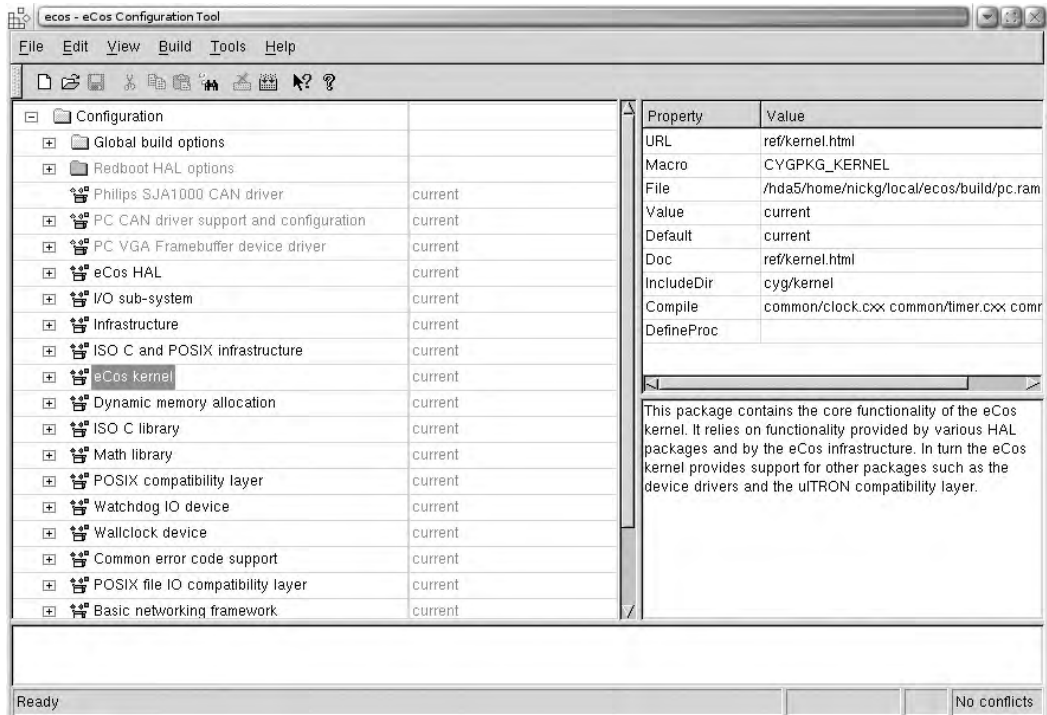 ecos - eCos Configuration Tool
File Edit View Build Tools Help
Configuration
Global build options
Redboot HAL options
Philips SJA1000 CAN driver current
PC CAN driver support and configuration current
PC VGA Framebuffer device driver current
eCos HAL current
I/O sub-system current
Infrastructure current
ISO C and POSIX infrastructure current
eCos kernel current
Dynamic memory allocation current
ISO C library current
Math library current
POSIX compatibility layer current
Watchdog IO device current
Wallclock device current
Common error code support current
POSIX file IO compatibility layer current
Basic networking framework current
Property Value
URL ref/kernel.html
Macro CYGPKG_KERNEL
File /hda5/home/nickg/local/ecos/build/pc.ram
Value current
Default current
Doc ref/kernel.html
IncludeDir cyg/kernel
Compile common/clock.cxx common/timer.cxx comr
DefineProc
This package contains the core functionality of the eCos
kernel. It relies on functionality provided by various HAL
packages and by the eCos infrastructure. In turn the eCos
kernel provides support for other packages such as the
device drivers and the uITRON compatibility layer.
Ready
No conflicts